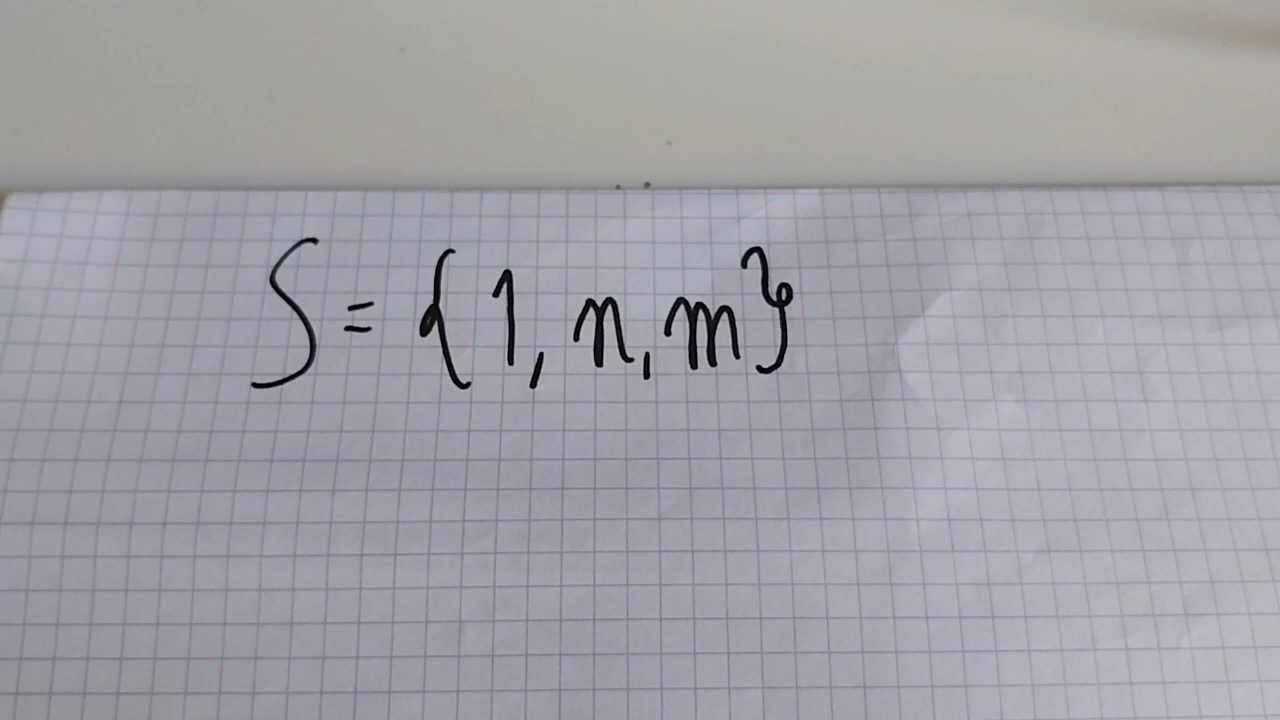 S = {1, n, m}